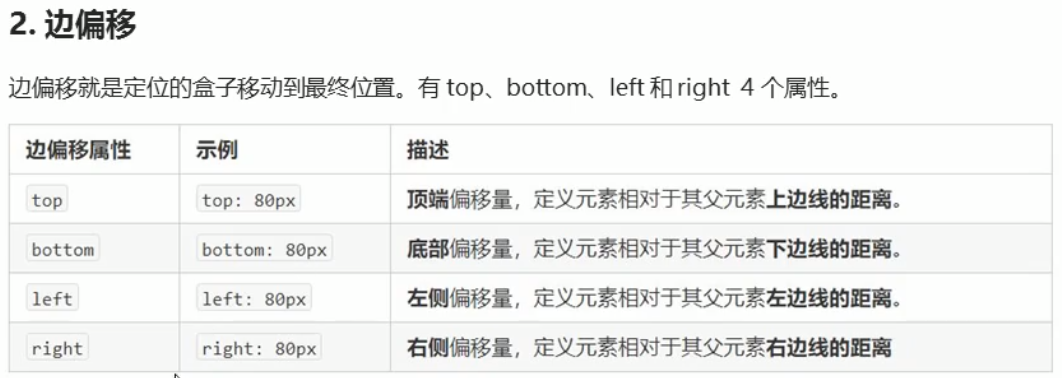 2. 边偏移
边偏移就是定位的盒子移动到最终位置。有 top、bottom、left 和 right 4 个属性。
边偏移属性 示例 描述
top top: 80px 顶端偏移量，定义元素相对于其父元素上边线的距离。
bottom bottom: 80px 底部偏移量，定义元素相对于其父元素下边线的距离。
left left: 80px 左侧偏移量，定义元素相对于其父元素左边线的距离。
right right: 80px 右侧偏移量，定义元素相对于其父元素右边线的距离